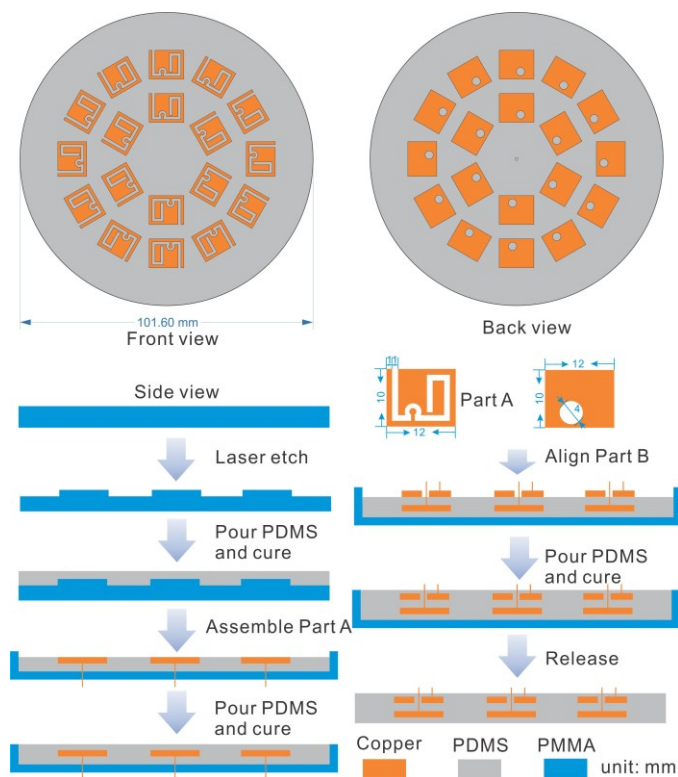 101.60 mm
Front view
Back view
Side view
Laser etch
Pour PDMS
and cure
Assemble Part A
Pour PDMS
and cure
11
10
12
Part A
12
10
4
Align Part B
Pour PDMS
and cure
Release
Copper
PDMS
PMMA
unit: mm